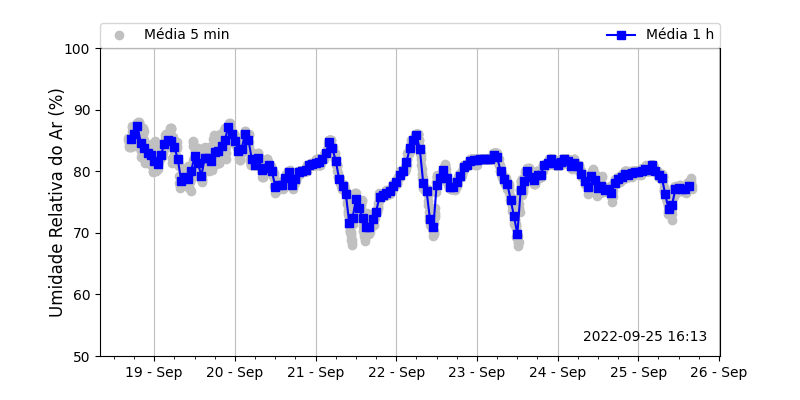 Média 5 min
Média 1 h
Umidade Relativa do Ar (%)
100
90
80
70
60
50
2022-09-25 16:13
19 - Sep
20 - Sep
21 - Sep
22 - Sep
23 - Sep
24 - Sep
25 - Sep
26 - Sep